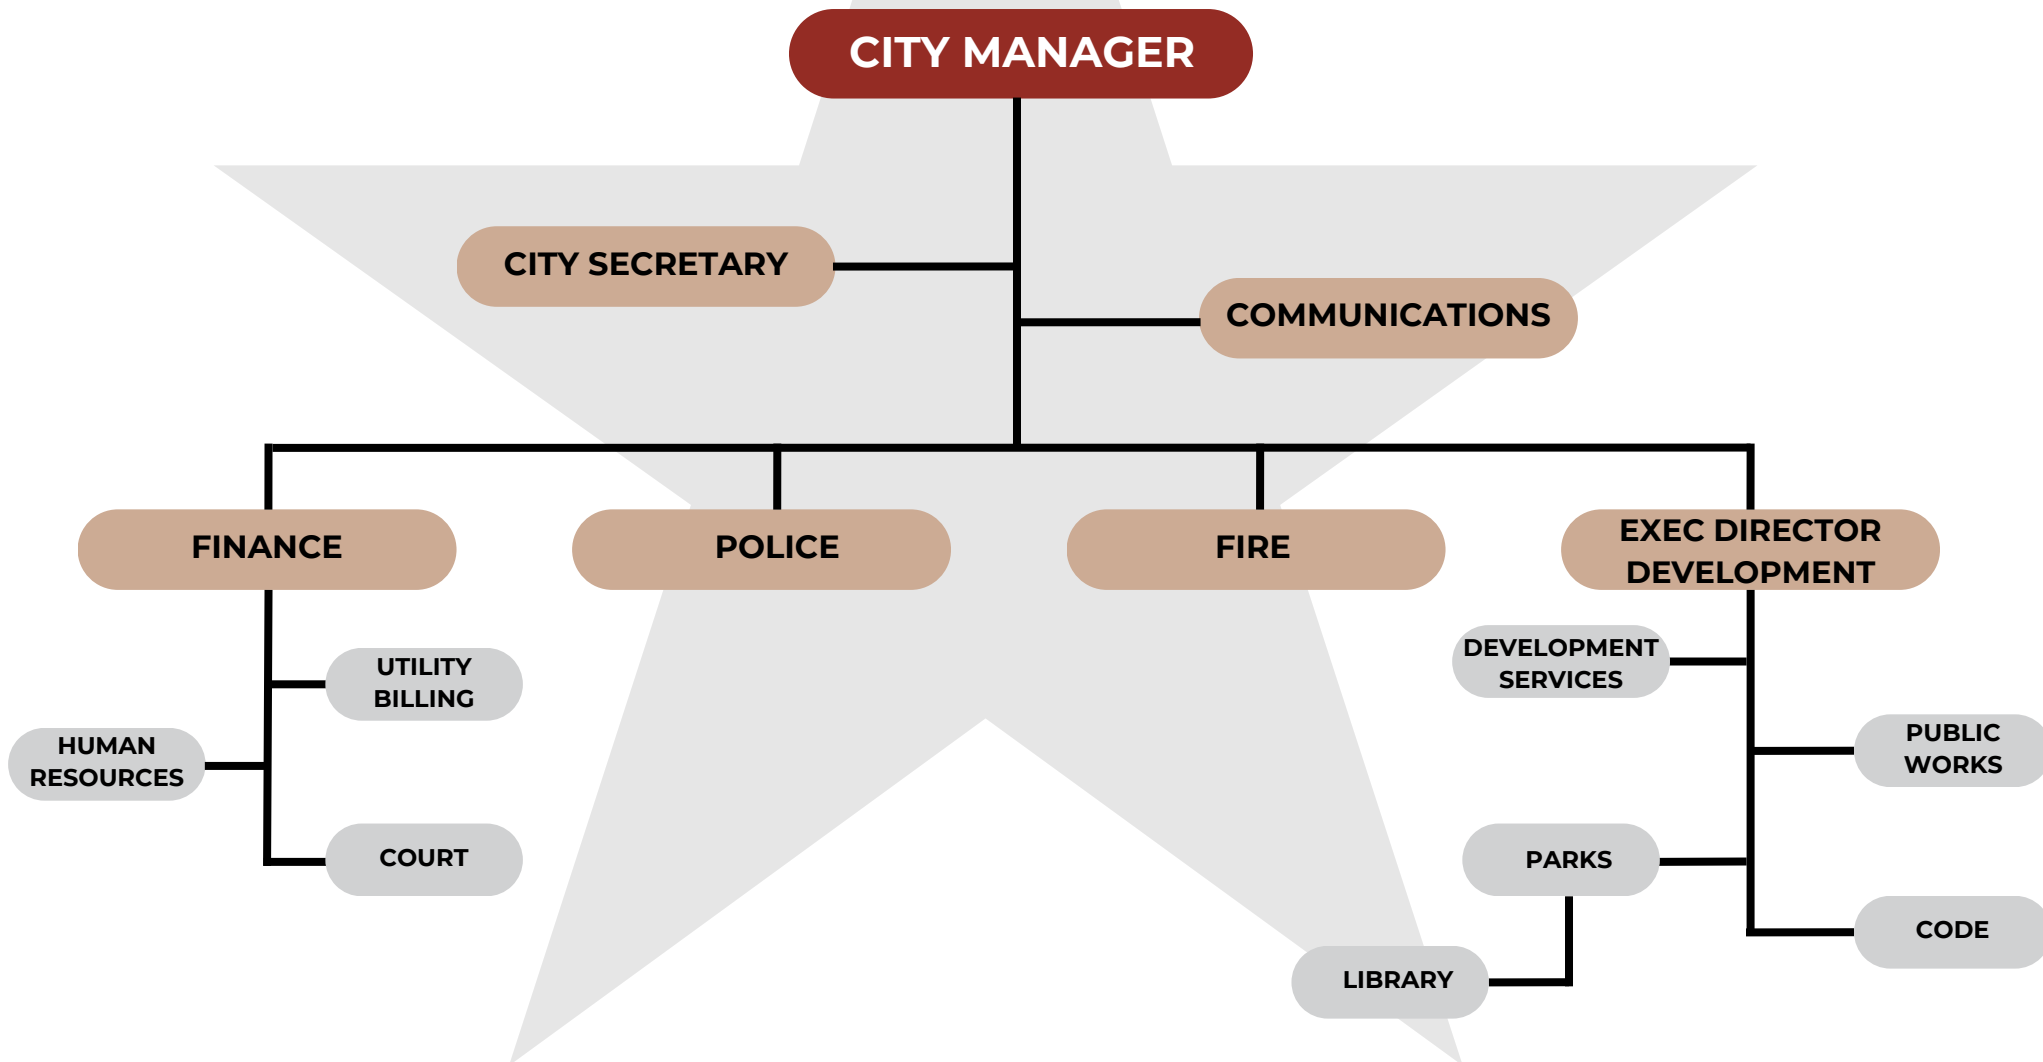 CITY MANAGER
CITY SECRETARY
COMMUNICATIONS
FINANCE
POLICE
FIRE
EXEC DIRECTOR
DEVELOPMENT
UTILITY
BILLING
HUMAN
RESOURCES
COURT
DEVELOPMENT
SERVICES
PUBLIC
WORKS
PARKS
CODE
LIBRARY